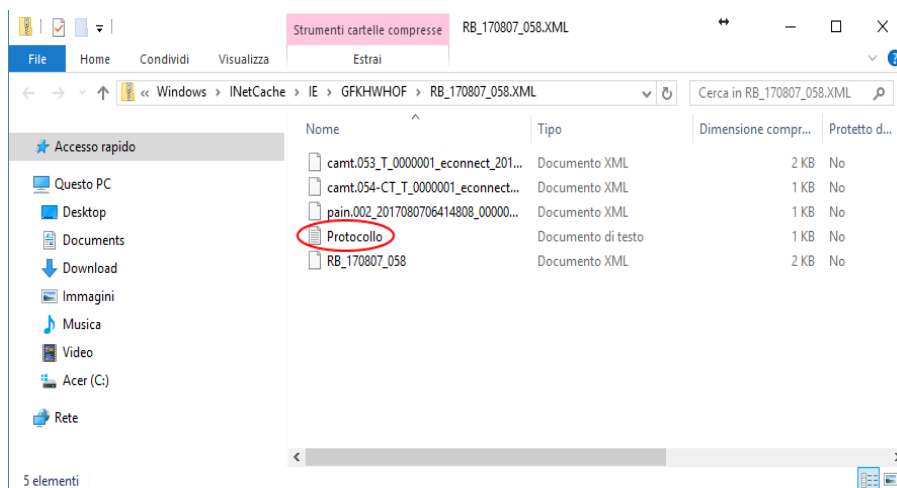 Strumenti cartelle compresse RB_170807_058.XML
File Home Condividi Visualizza Estrai
« Windows > INetCache > IE > GFKHWHOF > RB_170807_058.XML Cerca in RB_170807_058.XML
Nome Tipo Dimensione compr... Protetto d...
Accesso rapido
Questo PC
Desktop
Documents
Download
Immagini
Musica
Video
Acer (C:)
Rete
camt.053_T_0000001_econnect_201... Documento XML 2 KB No
camt.054-CT_T_0000001_econnect... Documento XML 1 KB No
pain.002_2017080706414808_00000... Documento XML 1 KB No
Protocollo Documento di testo 1 KB No
RB_170807_058 Documento XML 2 KB No
5 elementi